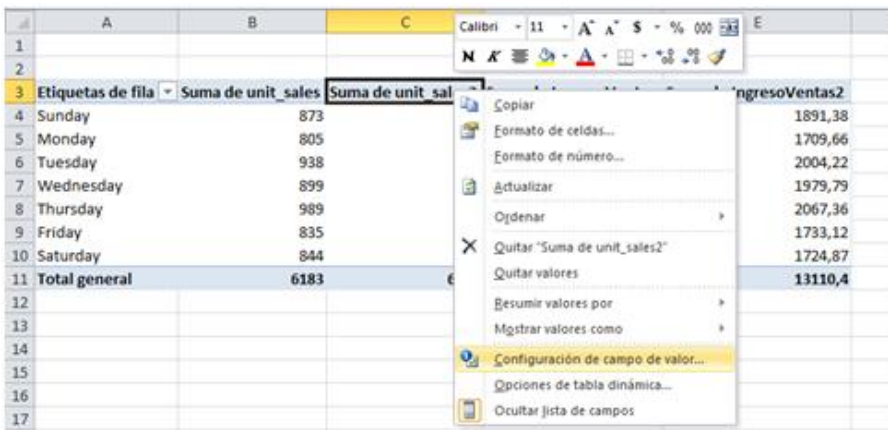 A B C E
Calibri 11 A A $ % 000
N K A
1
2
3 Etiquetas de fila Suma de unit_sales Suma de unit_sal IngresoVentas2
Copiar
4 Sunday 873 1891,38
Formato de celdas...
5 Monday 805 1709,66
Formato de número...
6 Tuesday 938 2004,22
7 Wednesday 899 1979,79
Actualizar
8 Thursday 989 2067,36
Ordenar
9 Friday 835 1733,12
Quitar "Suma de unit_sales2"
10 Saturday 844 1724,87
Quitar valores
11 Total general 6183 6 13110,4
12
Resumir valores por
13
Mostrar valores como
14
Configuración de campo de valor...
15
Opciones de tabla dinámica...
16
Ocultar lista de campos
17